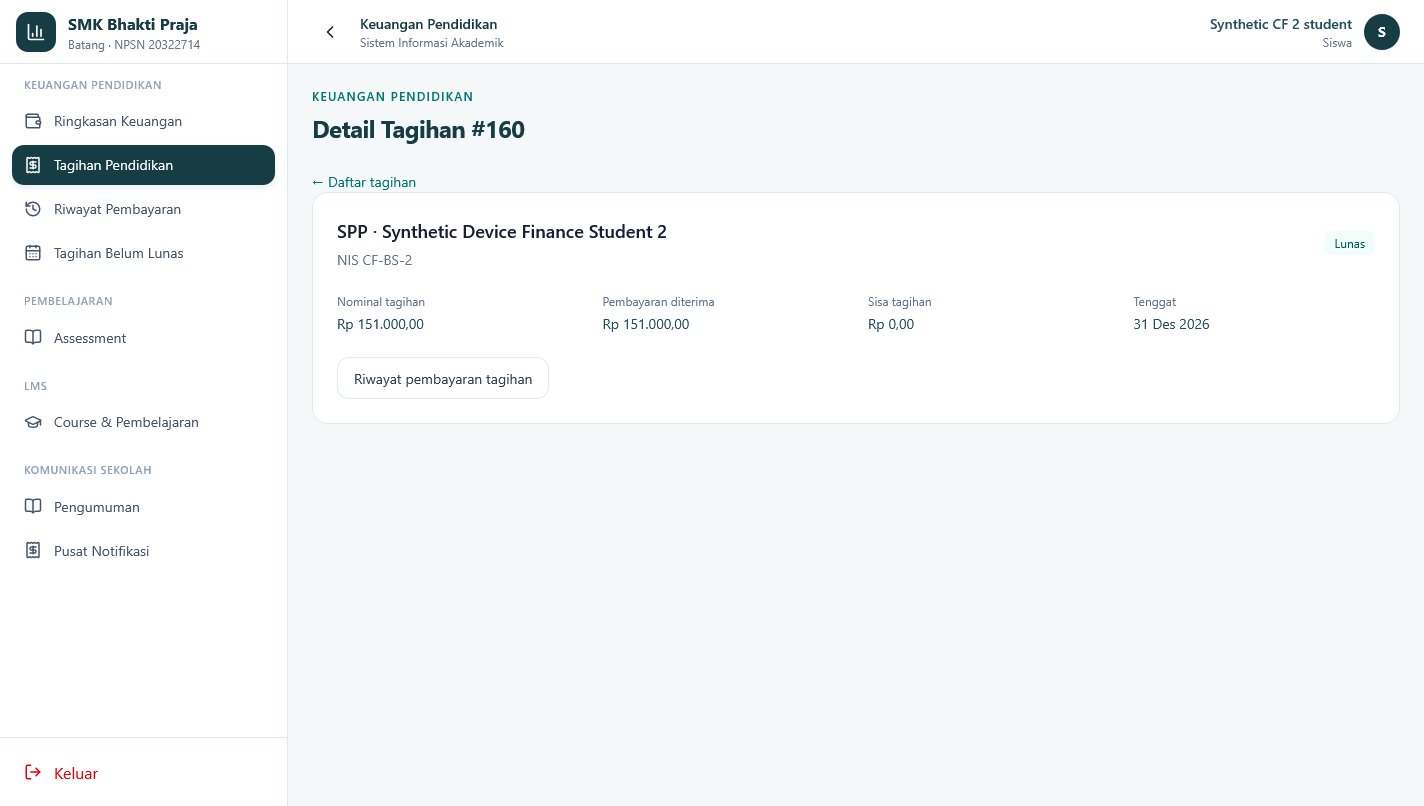 SMK Bhakti Praja
Batang · NPSN 20322714
KEUANGAN PENDIDIKAN
Ringkasan Keuangan
Tagihan Pendidikan
Riwayat Pembayaran
Tagihan Belum Lunas
PEMBELAJARAN
Assessment
LMS
Course & Pembelajaran
KOMUNIKASI SEKOLAH
Pengumuman
Pusat Notifikasi
Keluar
Keuangan Pendidikan
Sistem Informasi Akademik
Synthetic CF 2 student
Siswa
S
KEUANGAN PENDIDIKAN
Detail Tagihan #160
← Daftar tagihan
SPP · Synthetic Device Finance Student 2
NIS CF-BS-2
Lunas
Nominal tagihan
Rp 151.000,00
Pembayaran diterima
Rp 151.000,00
Sisa tagihan
Rp 0,00
Tenggat
31 Des 2026
Riwayat pembayaran tagihan